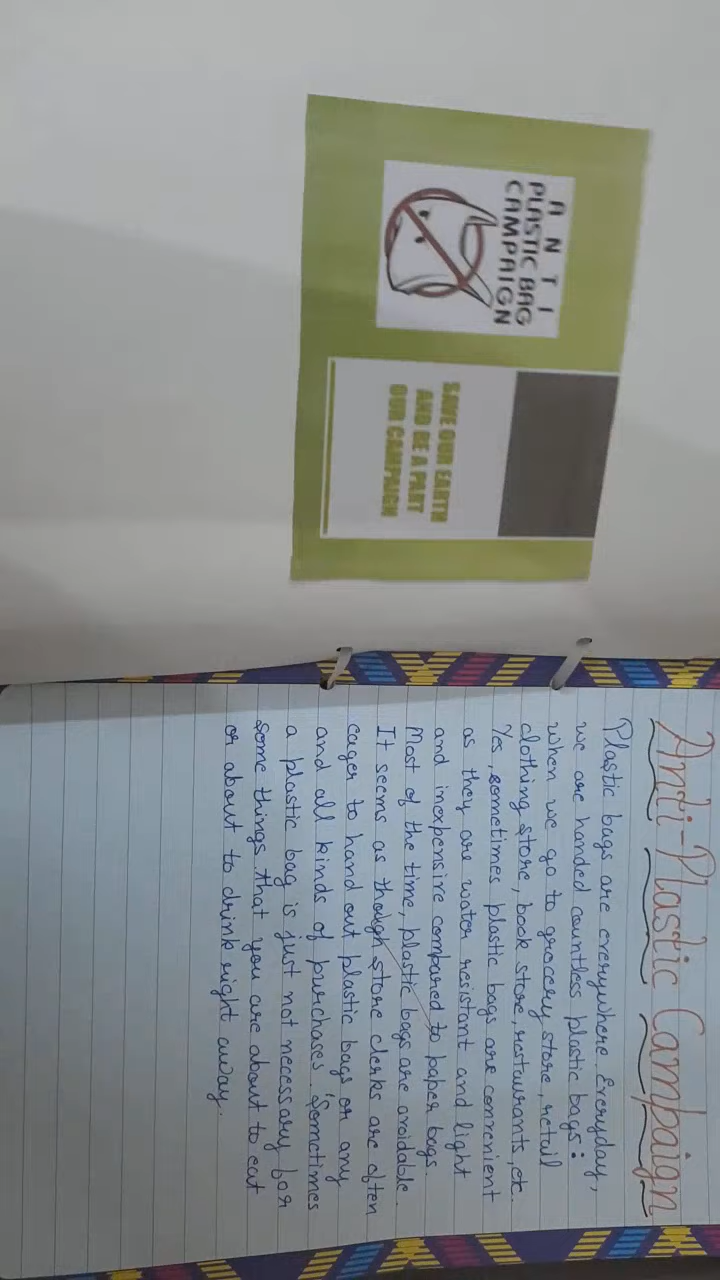 A N T I
PLASTIC BAG
CAMPAIGN
SAVE OUR EARTH
AND BE A PART
OUR CAMPAIGN
Anti-Plastic Campaign
Plastic bags are everywhere. Everyday,
we are handed countless plastic bags:
when we go to grocery store, retail
clothing store, book store, restaurants, etc.
Yes, sometimes plastic bags are convenient
as they are water resistant and light
and inexpensive compared to paper bags.
Most of the time, plastic bags are avoidable.
It seems as though store clerks are often
eager to hand out plastic bags or any
and all kinds of purchases. Sometimes
a plastic bag is just not necessary for
some things that you are about to eat
or about to drink right away.